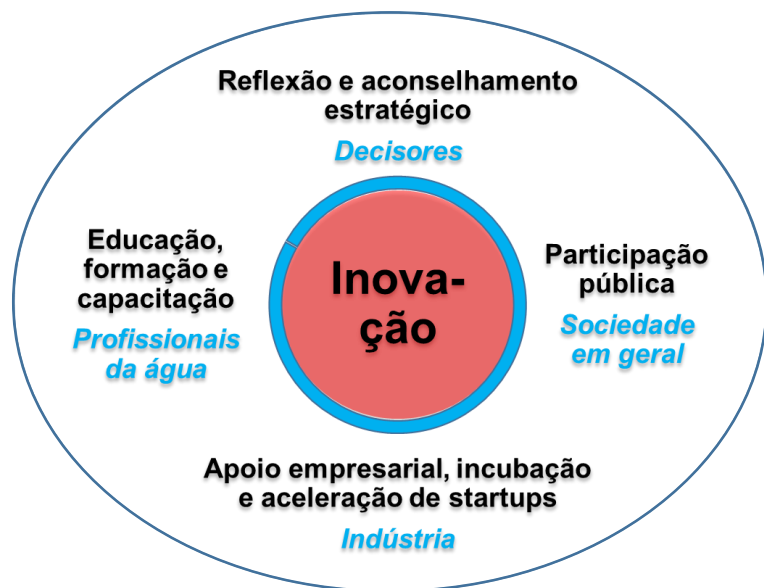 Reflexão e aconselhamento
estratégico
Decisores
Educação,
formação e
capacitação
Profissionais
da água
Inova-
ção
Participação
pública
Sociedade
em geral
Apoio empresarial, incubação
e aceleração de startups
Indústria